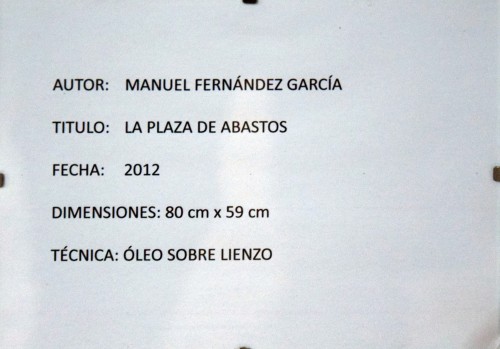 AUTOR: MANUEL FERNÁNDEZ GARCÍA
TITULO: LA PLAZA DE ABASTOS
FECHA: 2012
DIMENSIONES: 80 cm x 59 cm
TÉCNICA: ÓLEO SOBRE LIENZO